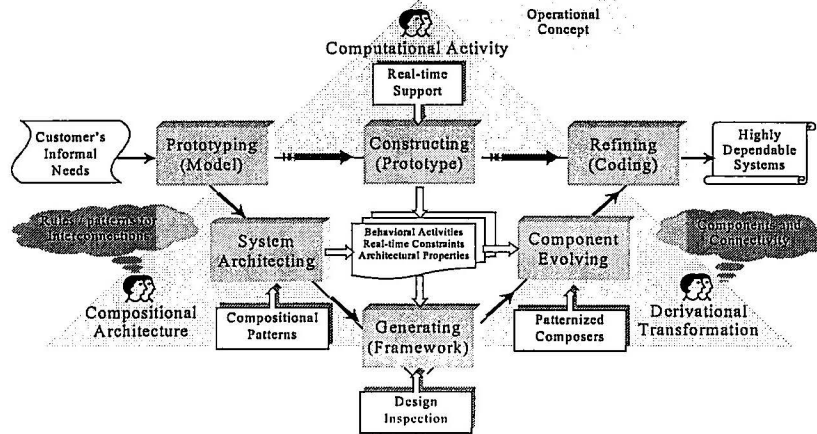 Operational
Concept
Computational Activity
Real-time
Support
Customer's
Informal
Needs
Prototyping
(Model)
Constructing
(Prototype)
Refining
(Coding)
Highly
Dependable
Systems
Rules / patterns for
Interconnections
System
Architecting
Behavioral Activities
Real-time Constraints
Architectural Properties
Component
Evolving
Components and
Connectivity
Compositional
Architecture
Compositional
Patterns
Generating
(Framework)
Patternized
Composers
Derivational
Transformation
Design
Inspection